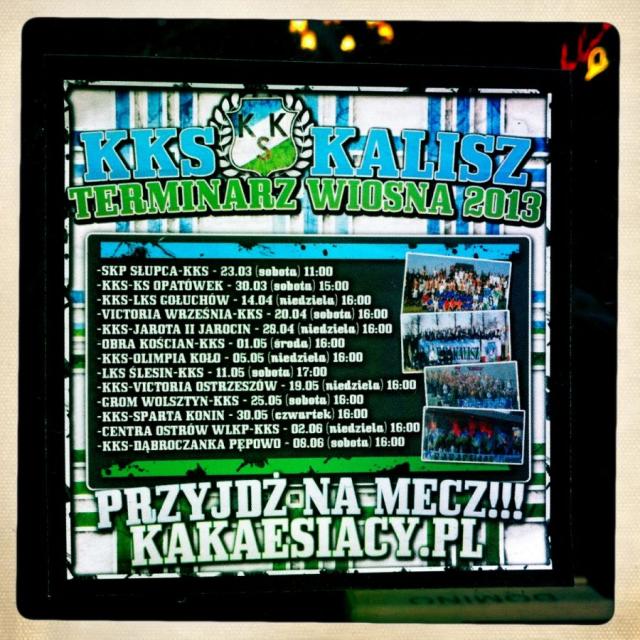 KKS KKS KALISZ
TERMINARZ WIOSNA 2013
-SKP SŁUPCA-KKS - 23.03 (sobota) 11:00
-KKS-KS OPATÓWEK - 30.03 (sobota) 15:00
-KKS-LKS GOŁUCHÓW - 14.04 (niedziela) 16:00
-VICTORIA WRZEŚNIA-KKS - 20.04 (sobota) 16:00
-KKS-JAROTA II JAROCIN - 28.04 (niedziela) 16:00
-OBRA KOŚCIAN-KKS - 01.05 (środa) 16:00
-KKS-OLIMPIA KOŁO - 05.05 (niedziela) 16:00
-LKS ŚLESIN-KKS - 11.05 (sobota) 17:00
-KKS-VICTORIA OSTRZESZÓW - 19.05 (niedziela) 16:00
-GROM WOLSZTYN-KKS - 25.05 (sobota) 16:00
-KKS-SPARTA KONIN - 30.05 (czwartek) 16:00
-CENTRA OSTRÓW WLKP-KKS - 02.06 (niedziela) 16:00
-KKS-DĄBROCZANKA PĘPOWO - 08.06 (sobota) 16:00
PRZYJDŹ NA MECZ!!!
KAKAESIACY.PL
DOMINO